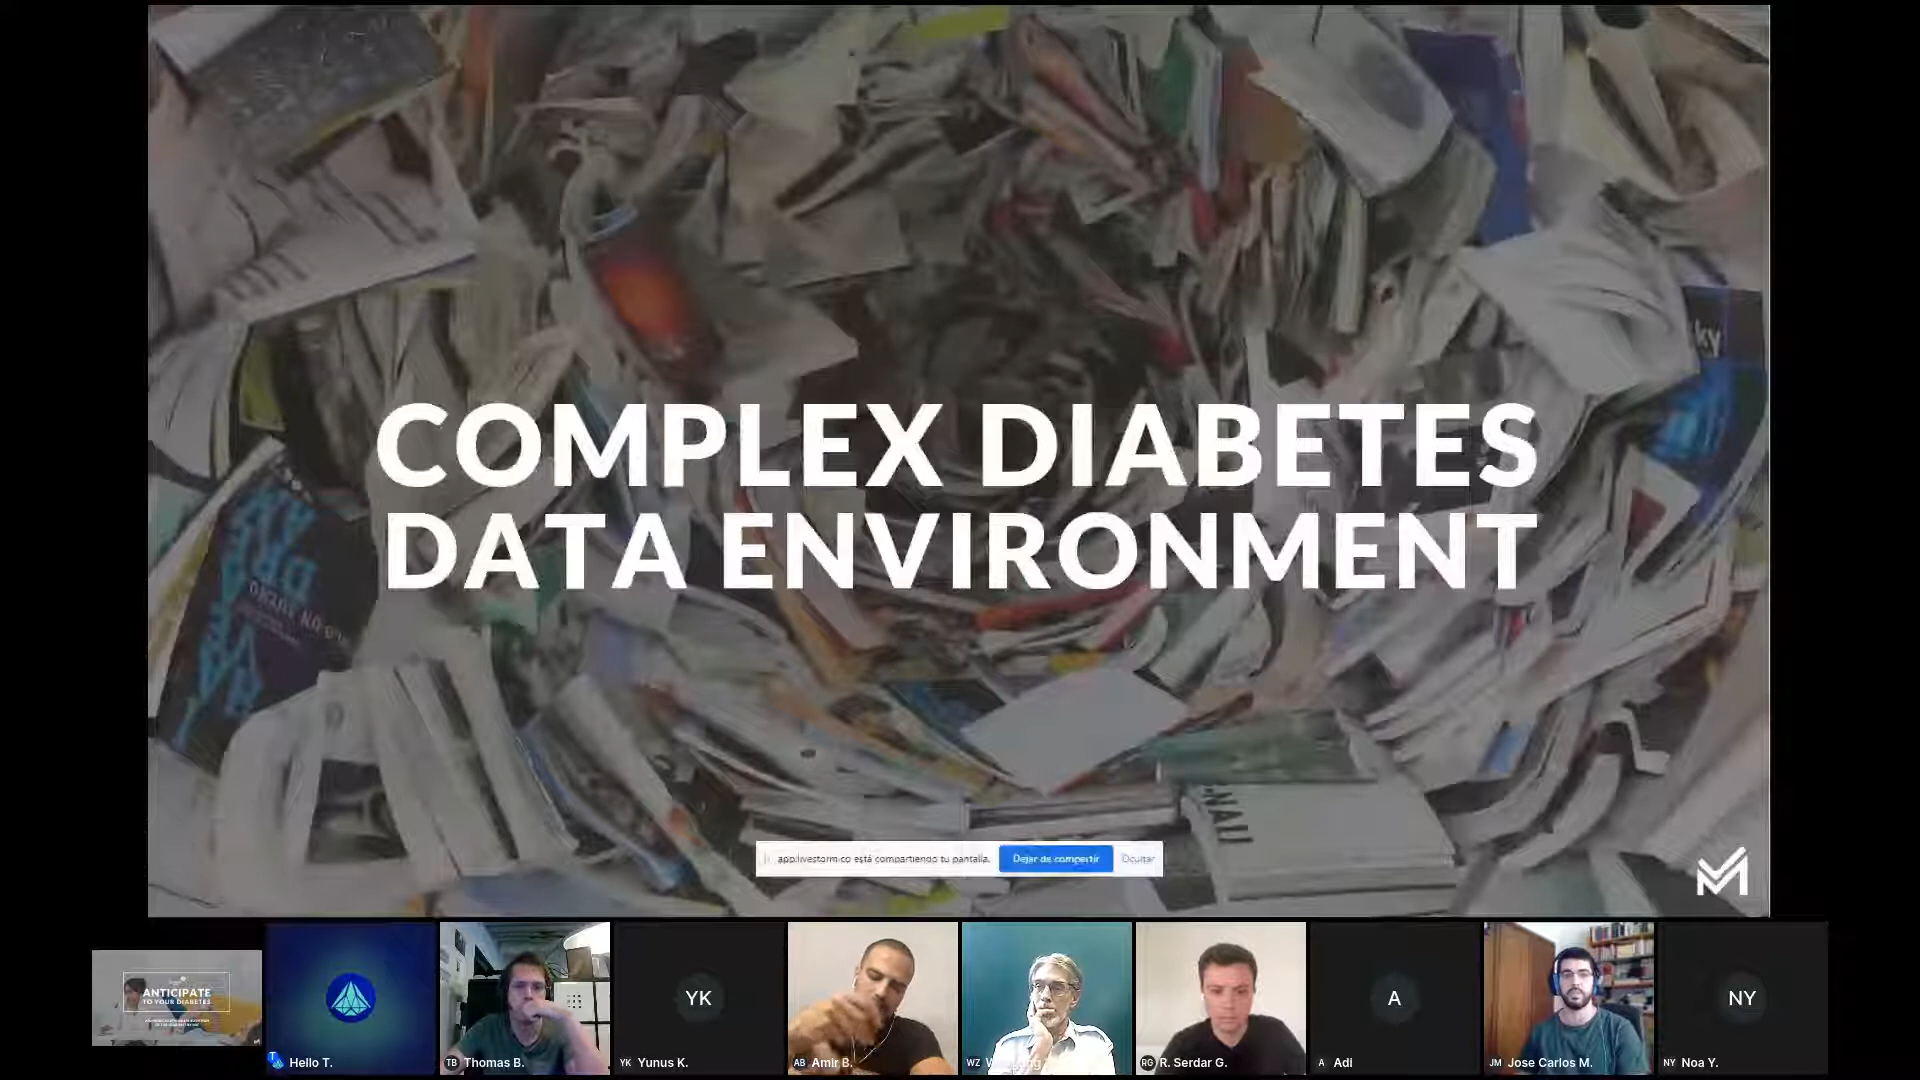 COMPLEX DIABETES
DATA ENVIRONMENT
app.livestorm.co está compartiendo tu pantalla.
Dejar de compartir
Ocultar
ANTICIPATE
TO YOUR DIABETES
Hello T.
TB Thomas B.
YK
YK Yunus K.
AB Amir B.
WZ
RG R. Serdar G.
A
A Adi
JM Jose Carlos M.
NY
NY Noa Y.